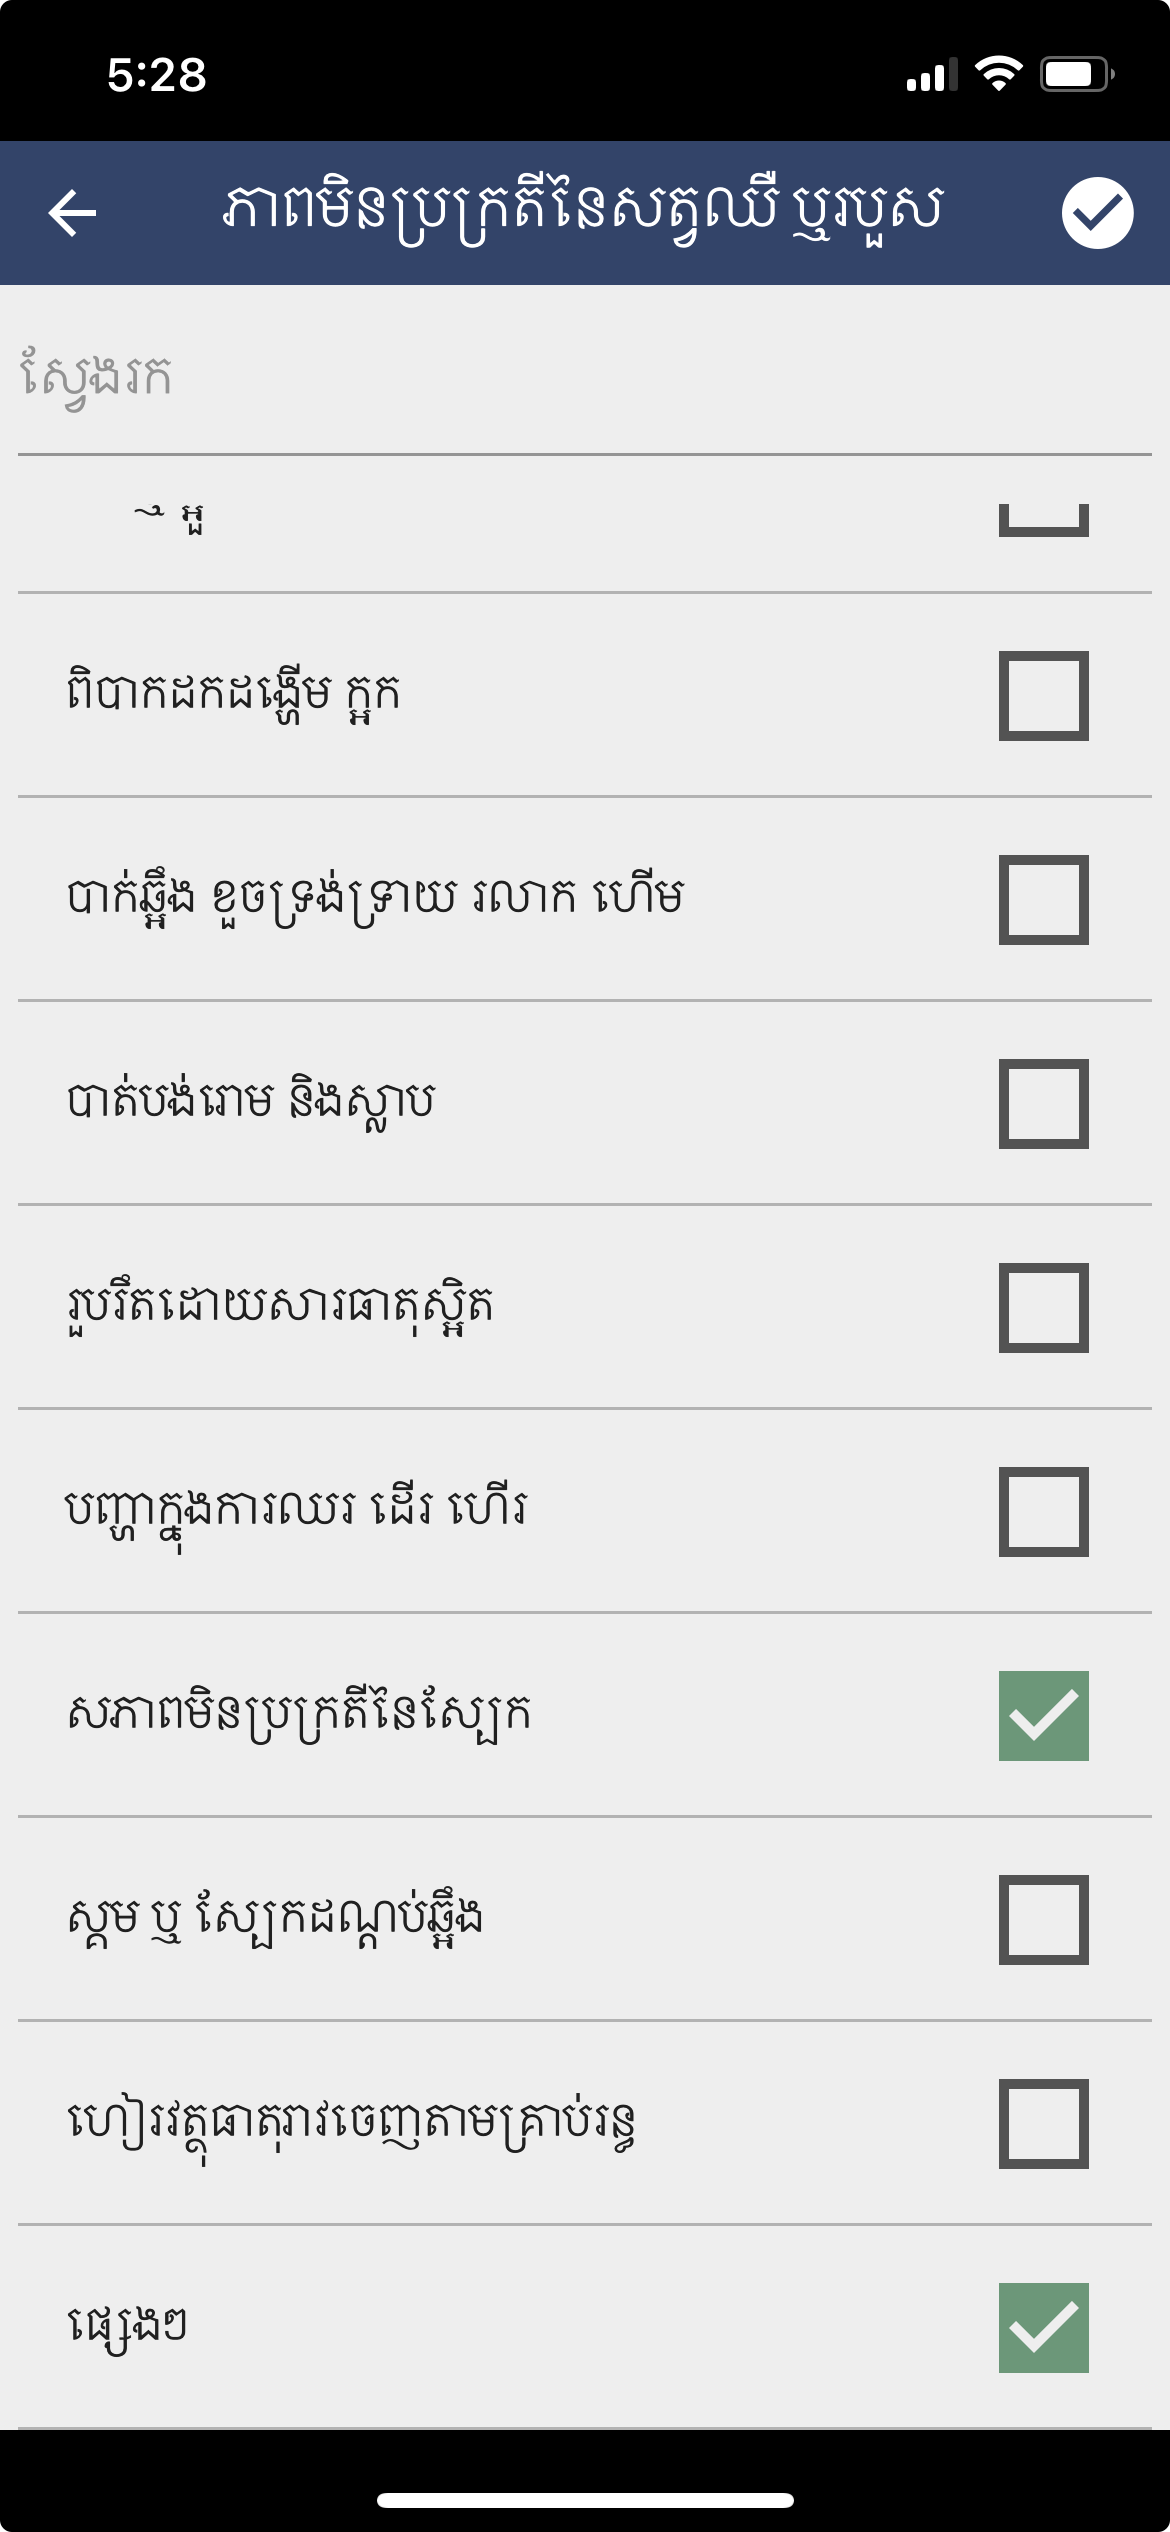 5:28
ភាពមិនប្រក្រតីនៃសត្វឈឺ ឬរបួស
ស្វែងរក
ពិបាកដកដង្ហើម ក្អក
បាក់ឆ្អឹង ខូចទ្រង់ទ្រាយ រលាក ហើម
បាត់បង់រោម និងស្លាប
រួបរឹតដោយសារធាតុស្អិត
បញ្ហាក្នុងការឈរ ដើរ ហើរ
សភាពមិនប្រក្រតីនៃស្បែក
ស្គម ឬ ស្បែកដណ្តប់ឆ្អឹង
ហៀរវត្ថុធាតុរាវចេញតាមគ្រាប់រន្ធ
ផ្សេងៗ